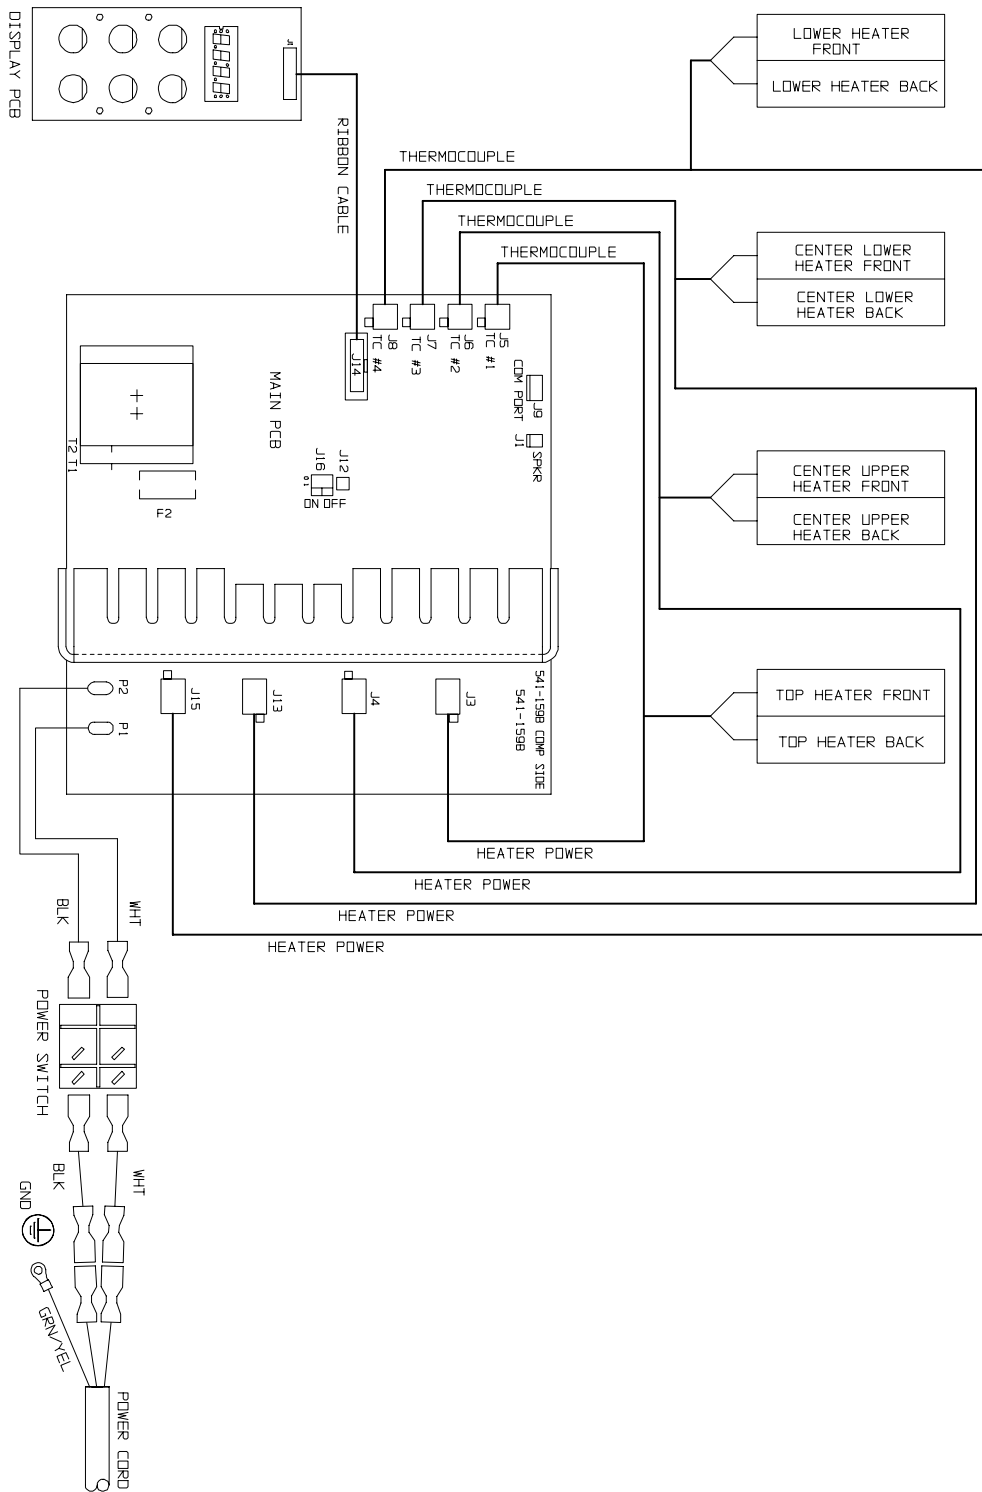 DISPLAY PCB
RIBBON CABLE
LOWER HEATER
FRONT
LOWER HEATER BACK
THERMOCOUPLE
THERMOCOUPLE
THERMOCOUPLE
THERMOCOUPLE
CENTER LOWER
HEATER FRONT
CENTER LOWER
HEATER BACK
J8
TC #4
J7
TC #3
J6
TC #2
J5
TC #1
J14
COM PORT
J9
J1
SPKR
MAIN PCB
T2 T1
F2
J16
J12
0 1
ON OFF
CENTER UPPER
HEATER FRONT
CENTER UPPER
HEATER BACK
P2
P1
J15
J13
J4
J3
541-159B COMP SIDE
541-159B
TOP HEATER FRONT
TOP HEATER BACK
HEATER POWER
HEATER POWER
HEATER POWER
HEATER POWER
BLK
WHT
POWER SWITCH
BLK
WHT
GND
GRN/YEL
POWER CORD